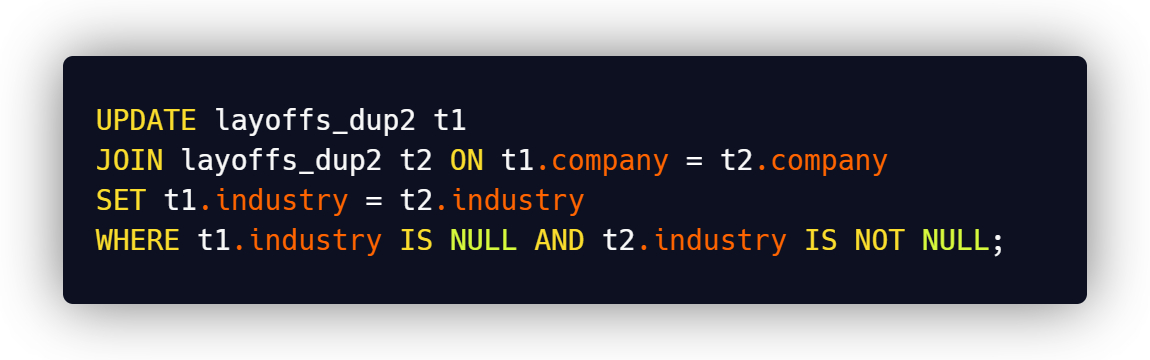 UPDATE layoffs_dup2 t1
JOIN layoffs_dup2 t2 ON t1.company = t2.company
SET t1.industry = t2.industry
WHERE t1.industry IS NULL AND t2.industry IS NOT NULL;